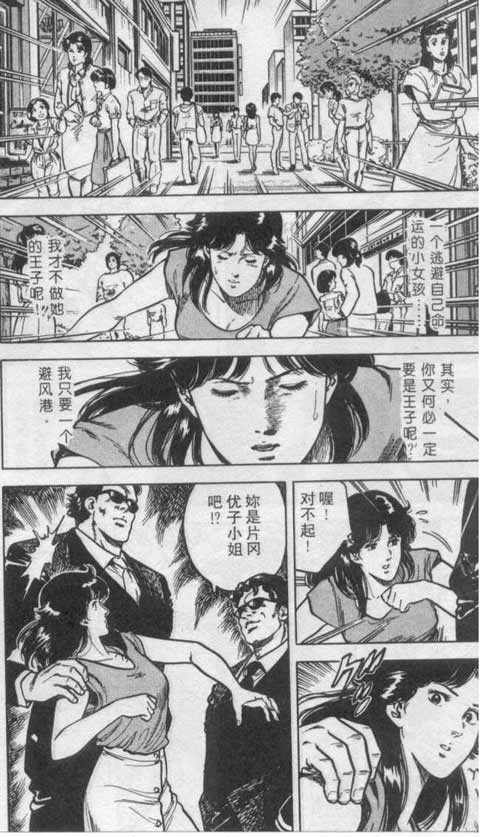 一个逃避自己命
运的小女孩……
我才不做她
的王子呢!!
其实,
你又何必一定
要是王子呢?
我只要一个
避风港.
喔!
对不起!
妳是片冈
优子小姐
吧!?